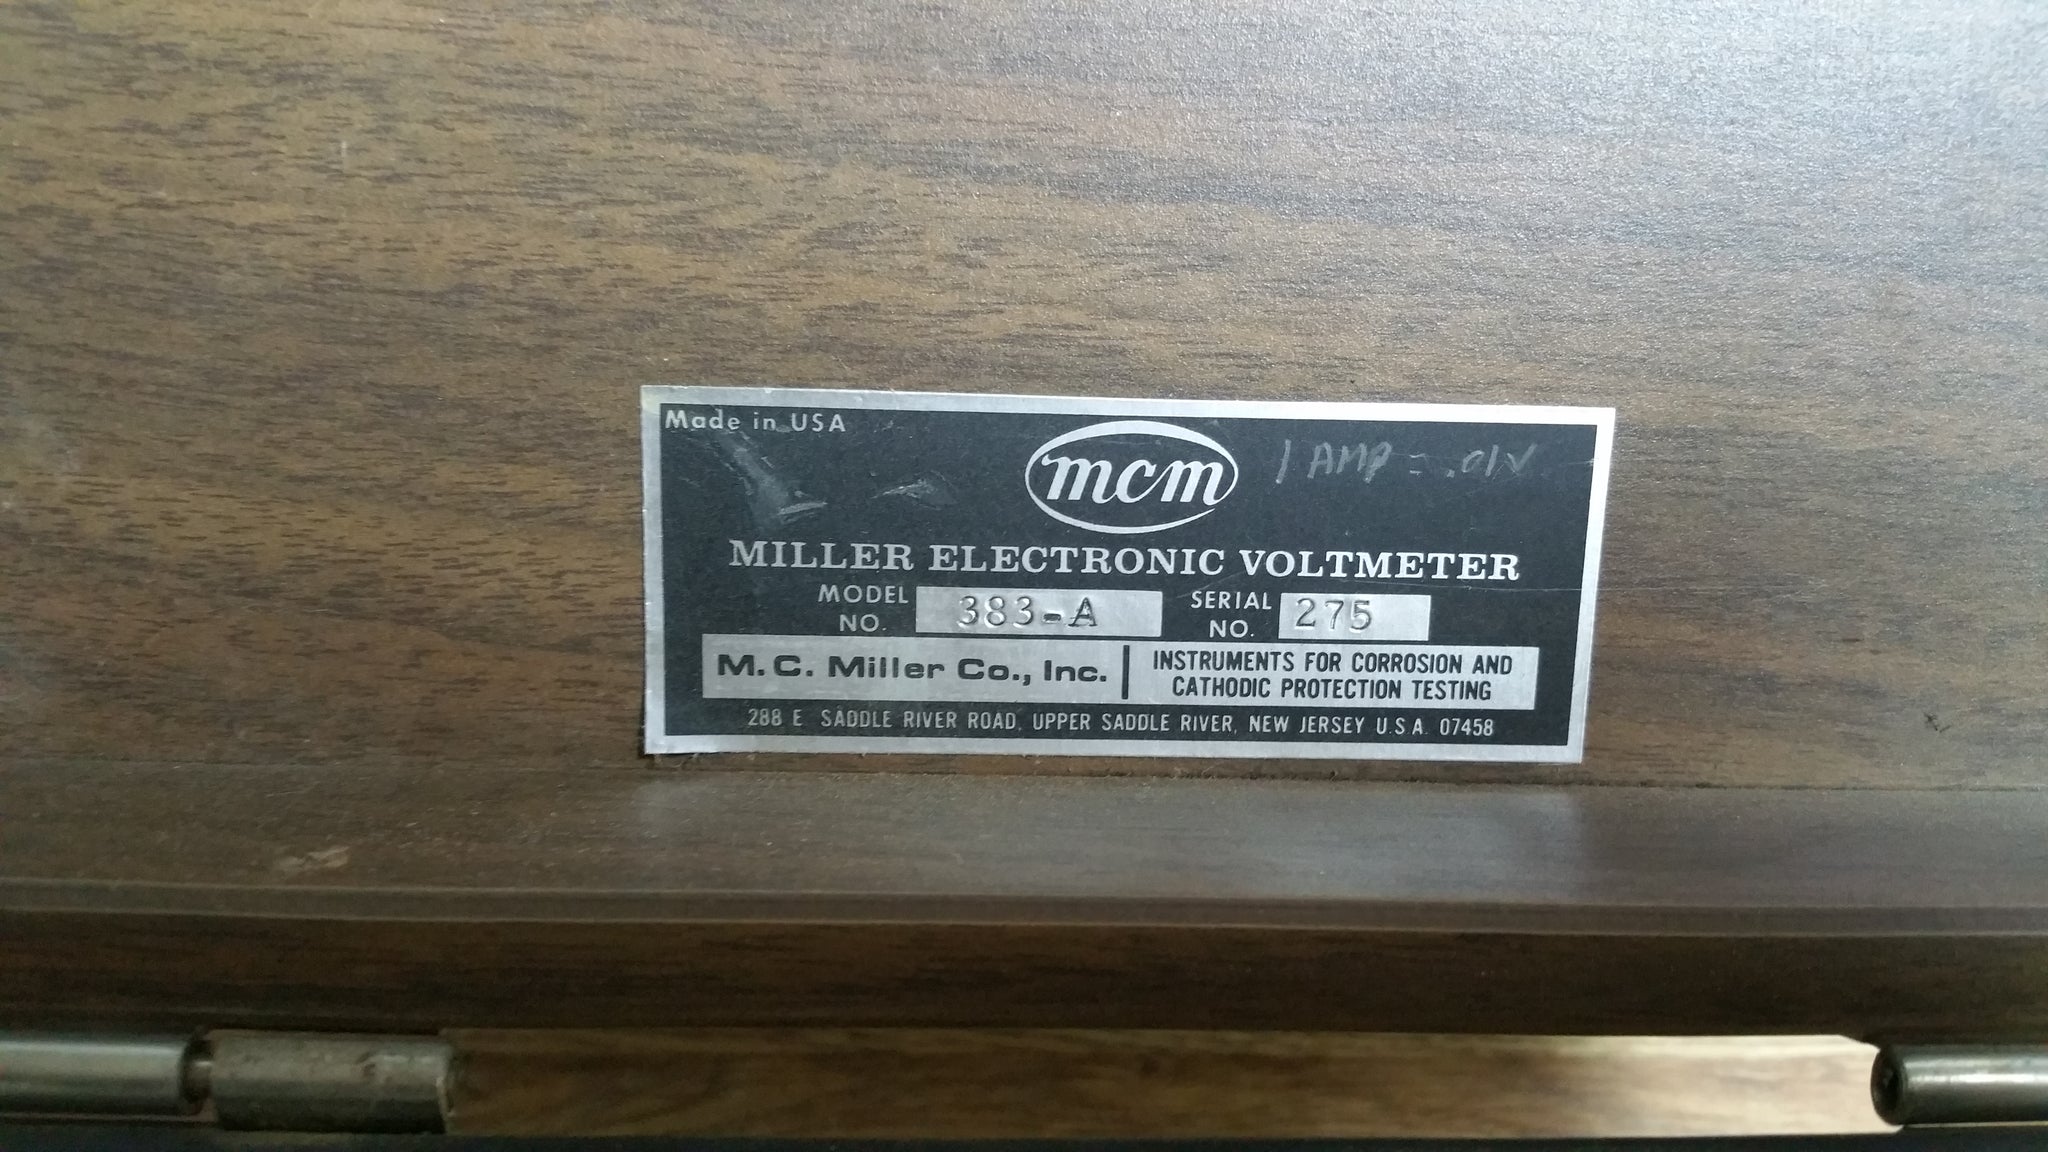 Made in USA
mcm
1 AMP = .01V
MILLER ELECTRONIC VOLTMETER
MODEL NO. 383-A SERIAL NO. 275
M. C. Miller Co., Inc. INSTRUMENTS FOR CORROSION AND
CATHODIC PROTECTION TESTING
288 E. SADDLE RIVER ROAD, UPPER SADDLE RIVER, NEW JERSEY U.S.A. 07458